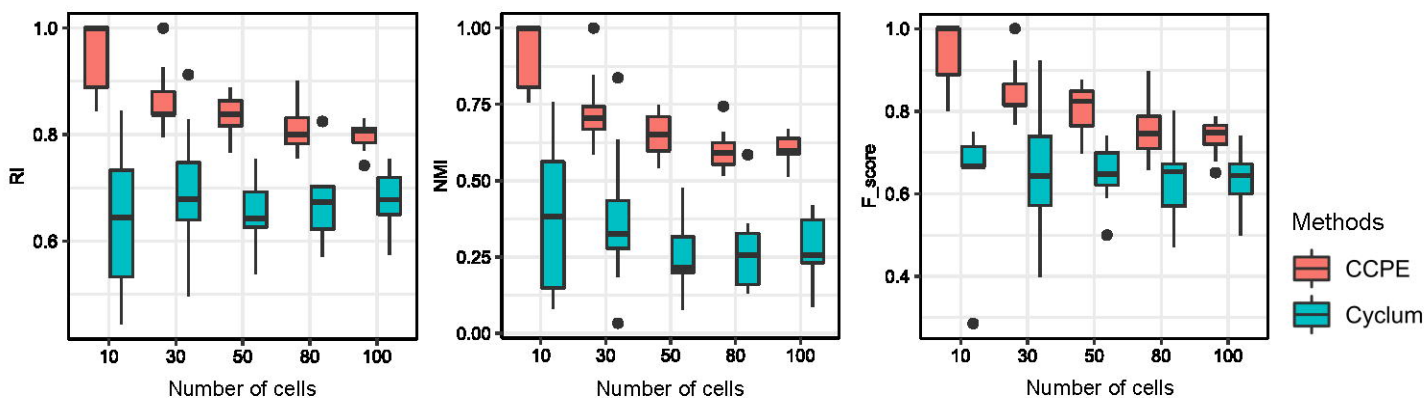 RI
1.0
0.8
0.6
10 30 50 80 100
Number of cells
NMI
1.00
0.75
0.50
0.25
0.00
10 30 50 80 100
Number of cells
F_score
1.0
0.8
0.6
0.4
10 30 50 80 100
Number of cells
Methods
CCPE
Cyclum